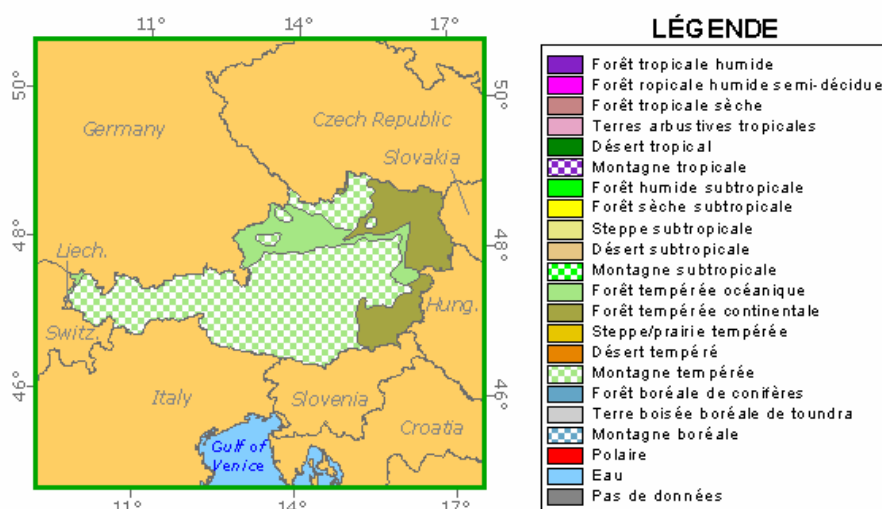 11°
14°
17°
50°
50°
Germany
Czech Republic
Slovakia
48°
48°
Liech.
Switz.
Hung.
46°
46°
Italy
Slovenia
Croatia
Gulf of
Venice
11°
14°
17°
LÉGENDE
Forêt tropicale humide
Forêt ropicale humide semi-décidue
Forêt tropicale sèche
Terres arbustives tropicales
Désert tropical
Montagne tropicale
Forêt humide subtropicale
Forêt sèche subtropicale
Steppe subtropicale
Désert subtropicale
Montagne subtropicale
Forêt tempérée océanique
Forêt tempérée continentale
Steppe/prairie tempérée
Désert tempéré
Montagne tempérée
Forêt boréale de conifères
Terre boisée boréale de toundra
Montagne boréale
Polaire
Eau
Pas de données